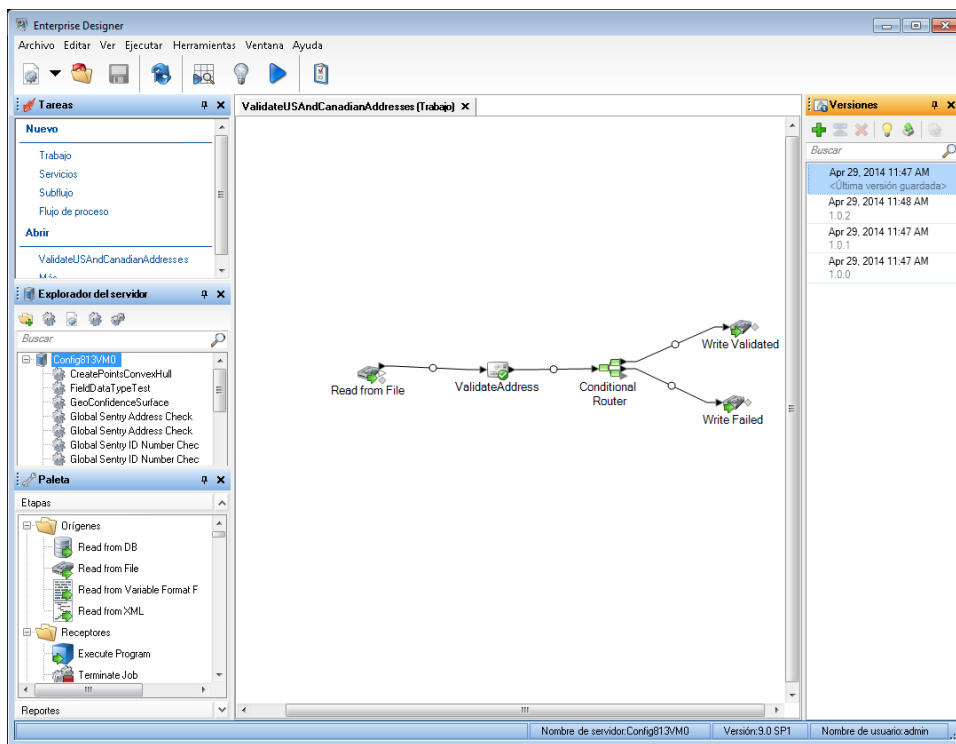 Enterprise Designer
Archivo Editar Ver Ejecutar Herramientas Ventana Ayuda
Tareas
Nuevo
Trabajo
Servicios
Subflujo
Flujo de proceso
Abrir
ValidateUSAndCanadianAddresses
Explorador del servidor
Buscar
Config813VM0
CreatePointsConvexHull
FieldDataTypeTest
GeoConfidenceSurface
Global Sentry Address Check
Global Sentry Address Check
Global Sentry ID Number Chec
Global Sentry ID Number Chec
Paleta
Etapas
Orígenes
Read from DB
Read from File
Read from Variable Format F
Read from XML
Receptores
Execute Program
Terminate Job
Reportes
ValidateUSAndCanadianAddresses (Trabajo)
Read from File
ValidateAddress
Conditional
Router
Write Validated
Write Failed
Versiones
Buscar
Apr 29, 2014 11:47 AM
<Última versión guardada>
Apr 29, 2014 11:48 AM
1.0.2
Apr 29, 2014 11:47 AM
1.0.1
Apr 29, 2014 11:47 AM
1.0.0
Nombre de servidor:Config813VM0
Versión:9.0 SP1
Nombre de usuario:admin